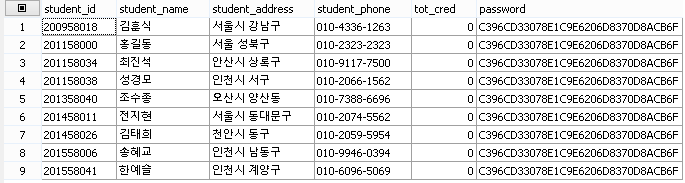 student_id student_name student_address student_phone tot_cred password
1 200958018 김흠식 서울시 강남구 010-4336-1263 0 C396CD33078E1C9E6206D8370D8ACB6F
2 201158000 홍길동 서울 성북구 010-2323-2323 0 C396CD33078E1C9E6206D8370D8ACB6F
3 201158034 최진석 안산시 상록구 010-9117-7500 0 C396CD33078E1C9E6206D8370D8ACB6F
4 201158038 성경모 인천시 서구 010-2066-1562 0 C396CD33078E1C9E6206D8370D8ACB6F
5 201358040 조수종 오산시 양산동 010-7388-6696 0 C396CD33078E1C9E6206D8370D8ACB6F
6 201458011 전지현 서울시 동대문구 010-2074-5562 0 C396CD33078E1C9E6206D8370D8ACB6F
7 201458026 김태희 천안시 동구 010-2059-5954 0 C396CD33078E1C9E6206D8370D8ACB6F
8 201558006 송혜교 인천시 남동구 010-9946-0394 0 C396CD33078E1C9E6206D8370D8ACB6F
9 201558041 한예슬 인천시 계양구 010-6096-5069 0 C396CD33078E1C9E6206D8370D8ACB6F